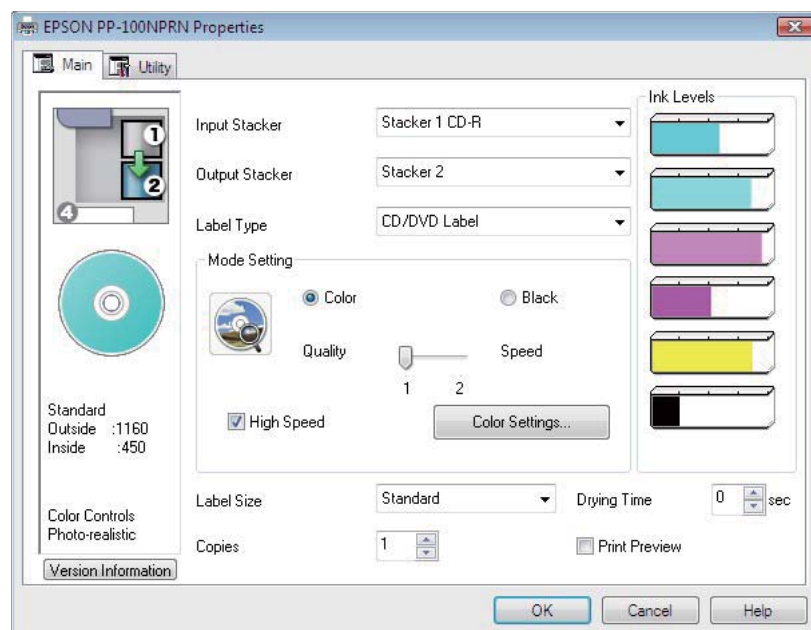 EPSON PP-100NPRN Properties
Main
Utility
1
2
4
Standard
Outside :1160
Inside :450
Color Controls
Photo-realistic
Version Information
Input Stacker
Stacker 1 CD-R
Output Stacker
Stacker 2
Label Type
CD/DVD Label
Mode Setting
Color
Black
Quality
Speed
1 2
High Speed
Color Settings...
Label Size
Standard
Drying Time
0
sec
Copies
1
Print Preview
Ink Levels
OK
Cancel
Help